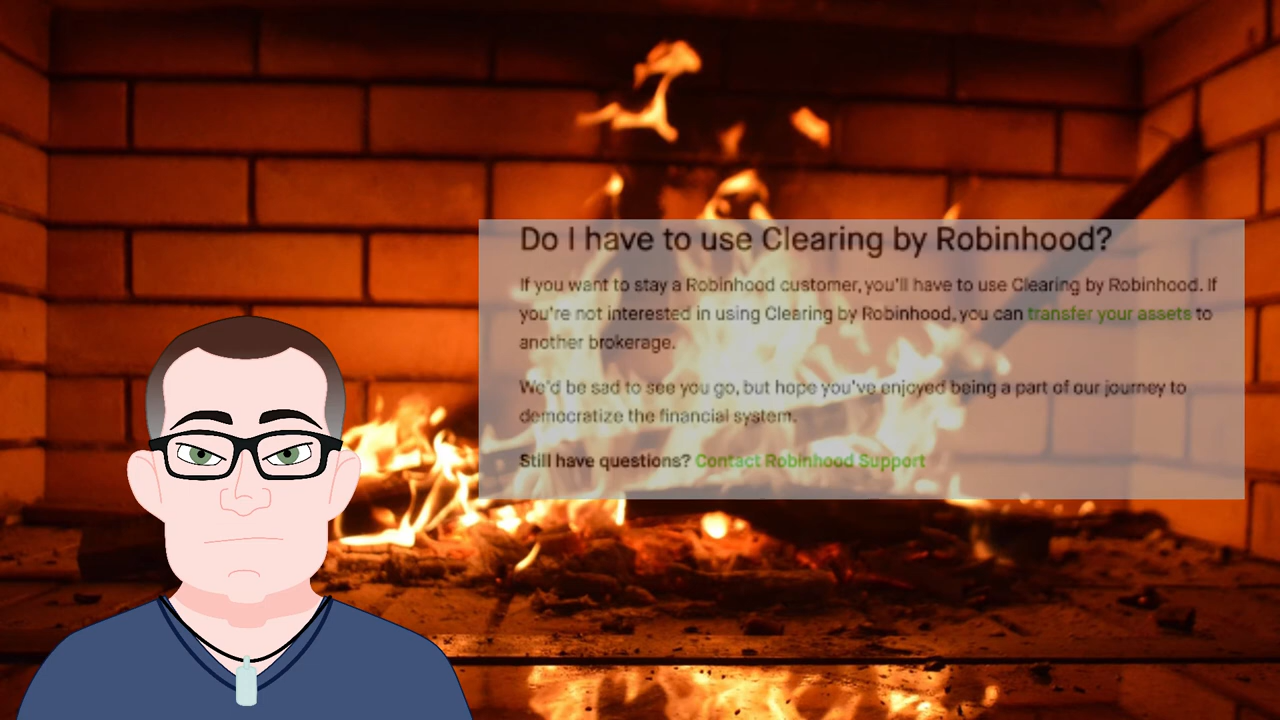 Do I have to use Clearing by Robinhood?
If you want to stay a Robinhood customer, you'll have to use Clearing by Robinhood. If
you're not interested in using Clearing by Robinhood, you can transfer your assets to
another brokerage.
We'd be sad to see you go, but hope you've enjoyed being a part of our journey to
democratize the financial system.
Still have questions? Contact Robinhood Support